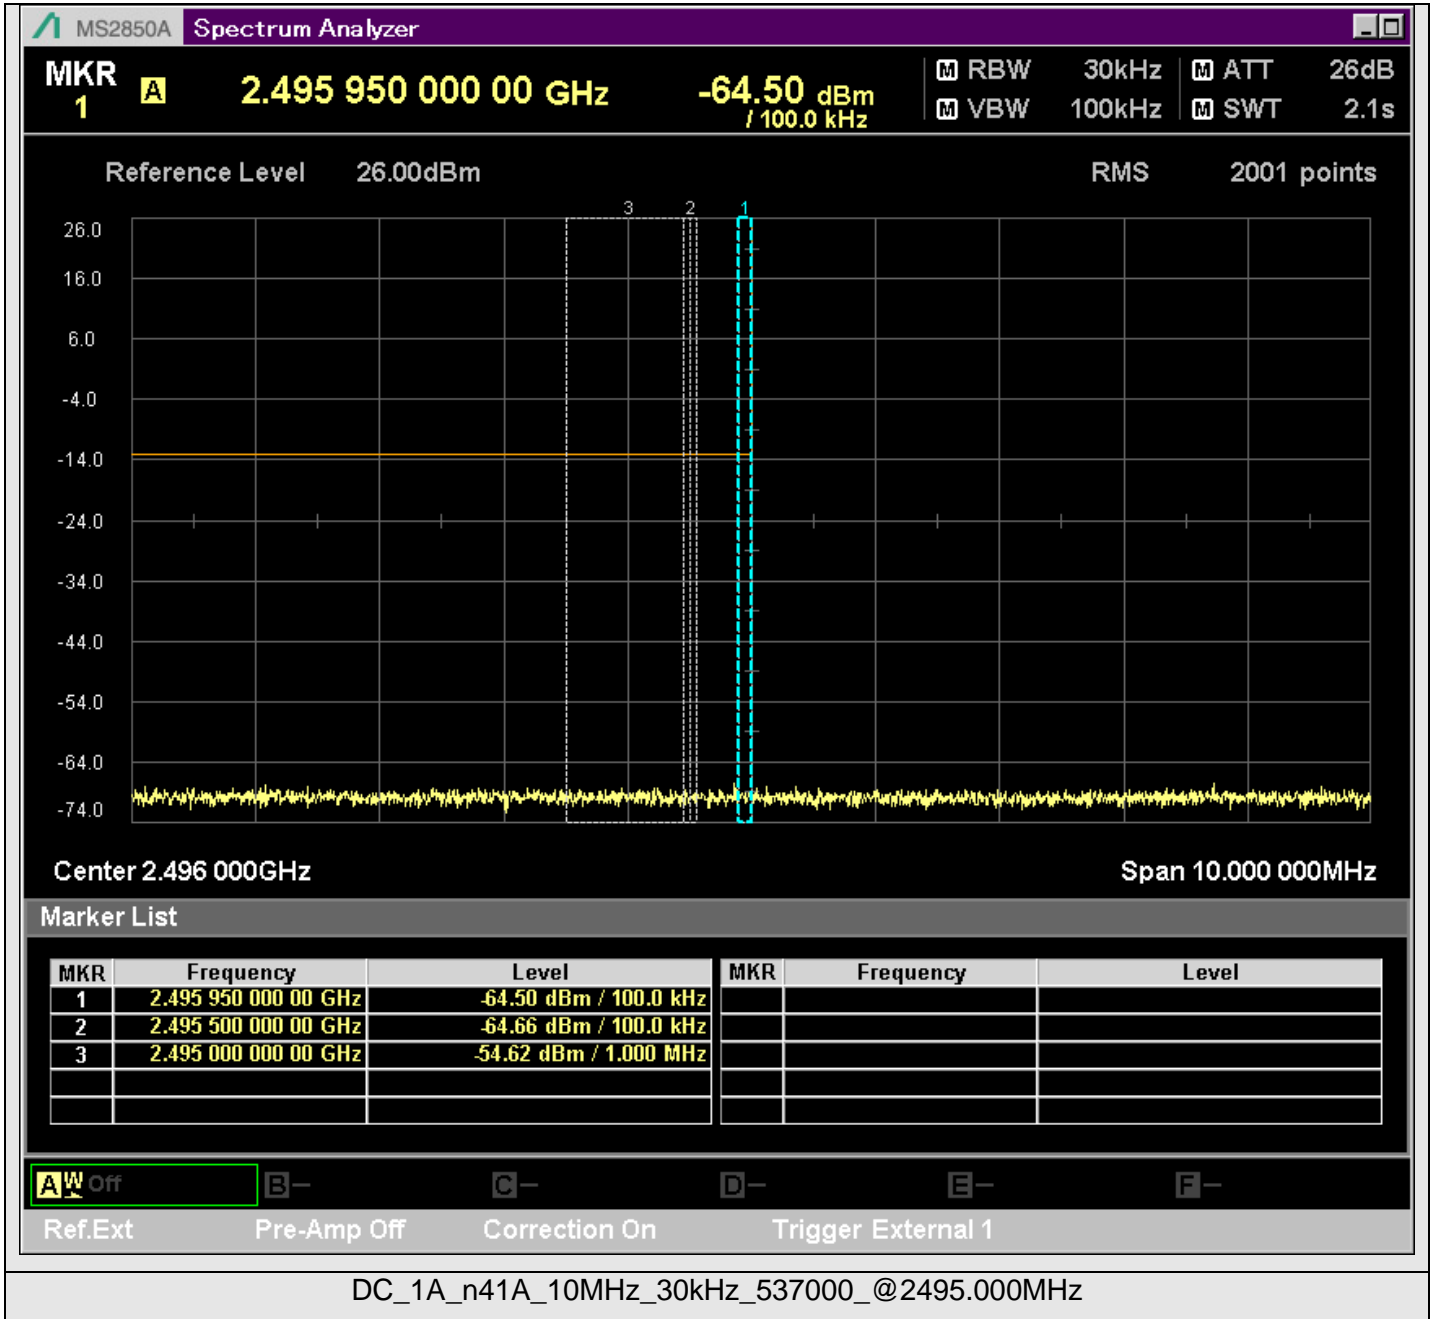 MS2850A Spectrum Analyzer
MKR 1 A 2.495 950 000 00 GHz -64.50 dBm / 100.0 kHz
M RBW 30kHz M ATT 26dB
M VBW 100kHz M SWT 2.1s
Reference Level 26.00dBm RMS 2001 points
3 2 1
26.0
16.0
6.0
-4.0
-14.0
-24.0
-34.0
-44.0
-54.0
-64.0
-74.0
Center 2.496 000GHz Span 10.000 000MHz
Marker List
MKR Frequency Level MKR Frequency Level
1 2.495 950 000 00 GHz -64.50 dBm / 100.0 kHz
2 2.495 500 000 00 GHz -64.66 dBm / 100.0 kHz
3 2.495 000 000 00 GHz -54.62 dBm / 1.000 MHz
A W Off B- C- D- E- F-
Ref.Ext Pre-Amp Off Correction On Trigger External 1
DC_1A_n41A_10MHz_30kHz_537000_@2495.000MHz